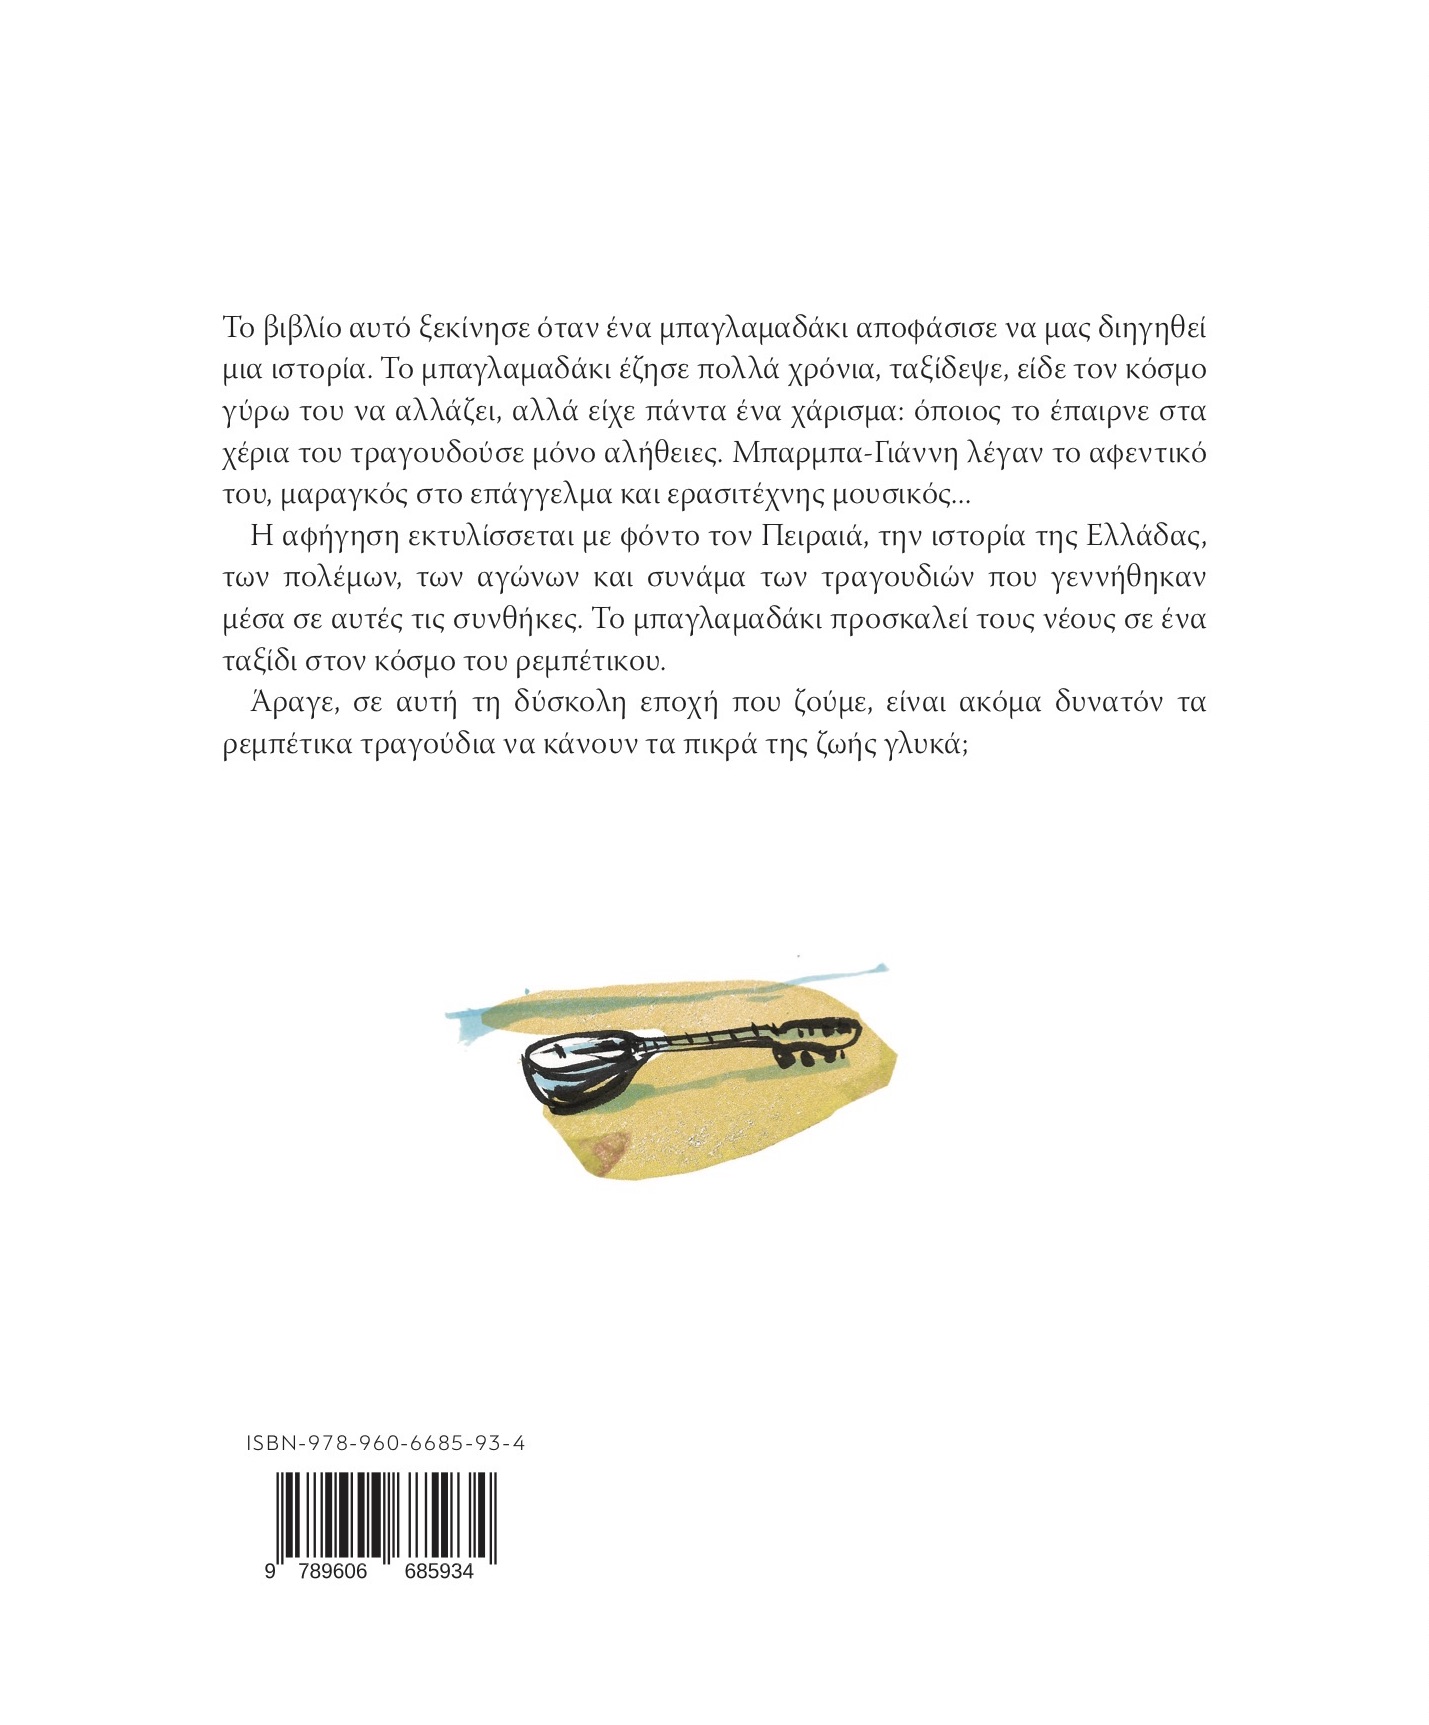 Το βιβλίο αυτό ξεκίνησε όταν ένα μπαγλαμαδάκι αποφάσισε να μας διηγηθεί
μια ιστορία. Το μπαγλαμαδάκι έζησε πολλά χρόνια, ταξίδεψε, είδε τον κόσμο
γύρω του να αλλάζει, αλλά είχε πάντα ένα χάρισμα: όποιος το έπαιρνε στα
χέρια του τραγουδούσε μόνο αλήθειες. Μπαρμπα-Γιάννη λέγαν το αφεντικό
του, μαραγκός στο επάγγελμα και ερασιτέχνης μουσικός...
Η αφήγηση εκτυλίσσεται με φόντο τον Πειραιά, την ιστορία της Ελλάδας,
των πολέμων, των αγώνων και συνάμα των τραγουδιών που γεννήθηκαν
μέσα σε αυτές τις συνθήκες. Το μπαγλαμαδάκι προσκαλεί τους νέους σε ένα
ταξίδι στον κόσμο του ρεμπέτικου.
Άραγε, σε αυτή τη δύσκολη εποχή που ζούμε, είναι ακόμα δυνατόν τα
ρεμπέτικα τραγούδια να κάνουν τα πικρά της ζωής γλυκά;
ISBN-978-960-6685-93-4
9 789606 685934